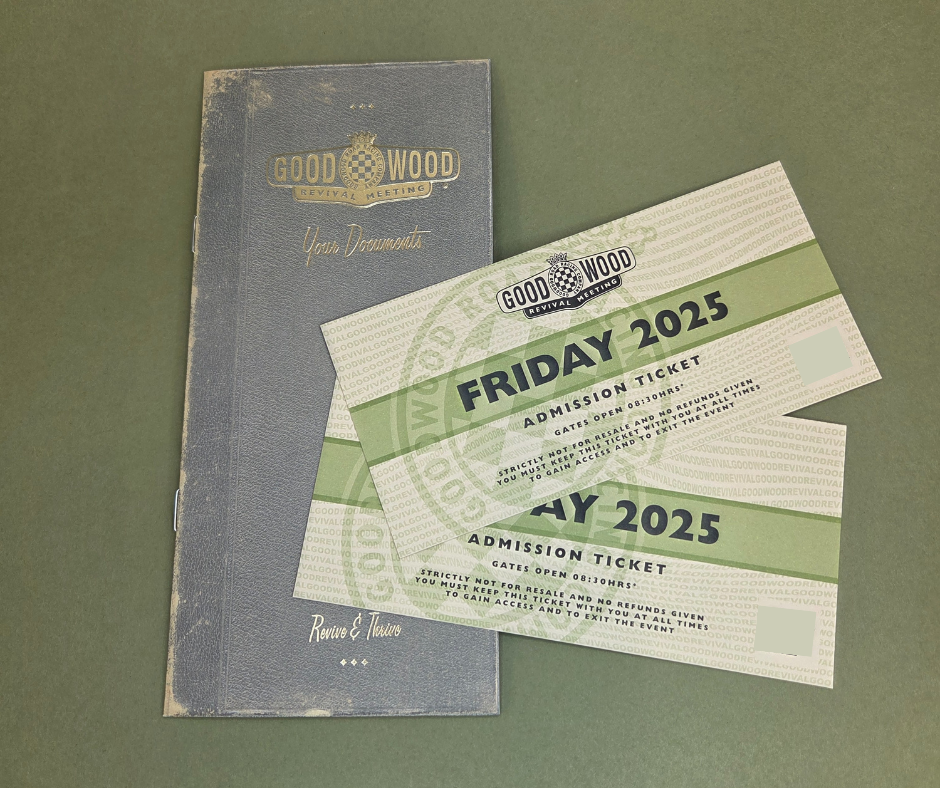 GOOD WOOD
REVIVAL MEETING
Your Documents
Revive & Thrive
GOOD WOOD
REVIVAL MEETING
FRIDAY 2025
ADMISSION TICKET
GATES OPEN 08:30HRS*
STRICTLY NOT FOR RESALE AND NO REFUNDS GIVEN
YOU MUST KEEP THIS TICKET WITH YOU AT ALL TIMES
TO GAIN ACCESS AND TO EXIT THE EVENT
AY 2025
ADMISSION TICKET
GATES OPEN 08:30HRS*
STRICTLY NOT FOR RESALE AND NO REFUNDS GIVEN
YOU MUST KEEP THIS TICKET WITH YOU AT ALL TIMES
TO GAIN ACCESS AND TO EXIT THE EVENT